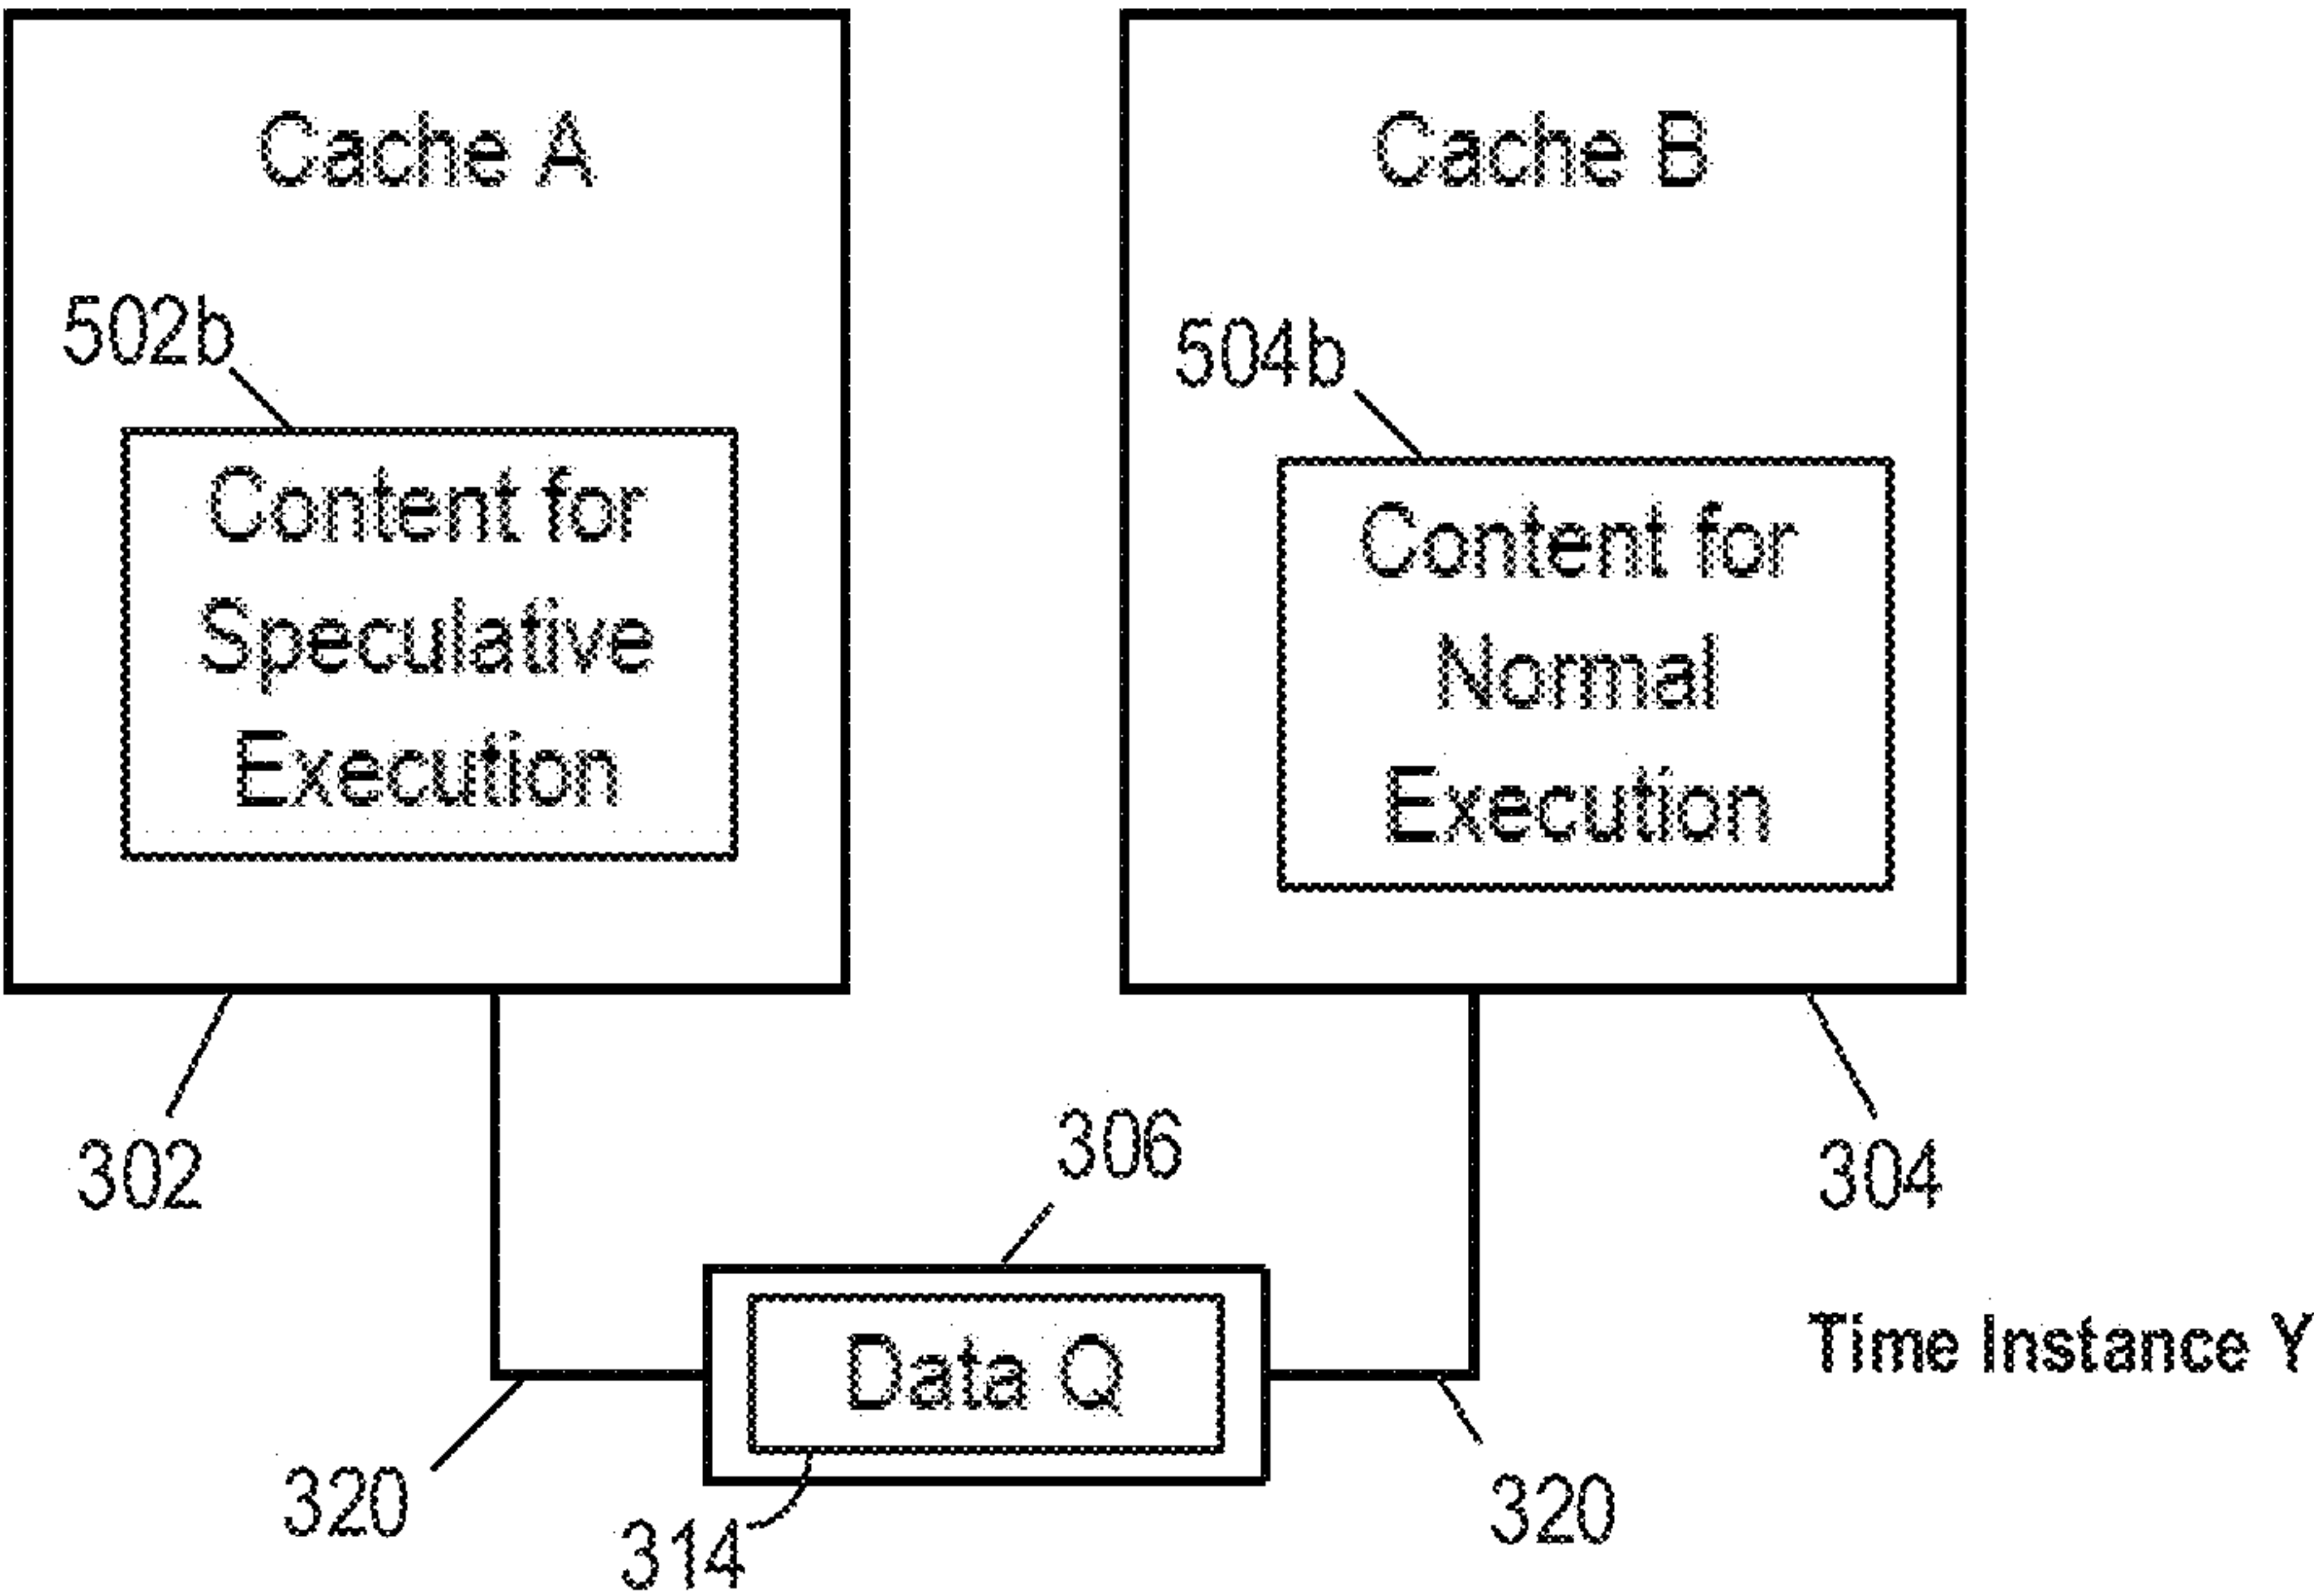 Cache A
502b
Content for
Speculative
Execution
302
Cache B
504b
Content for
Normal
Execution
304
306
Data Q
314
320
320
Time Instance Y